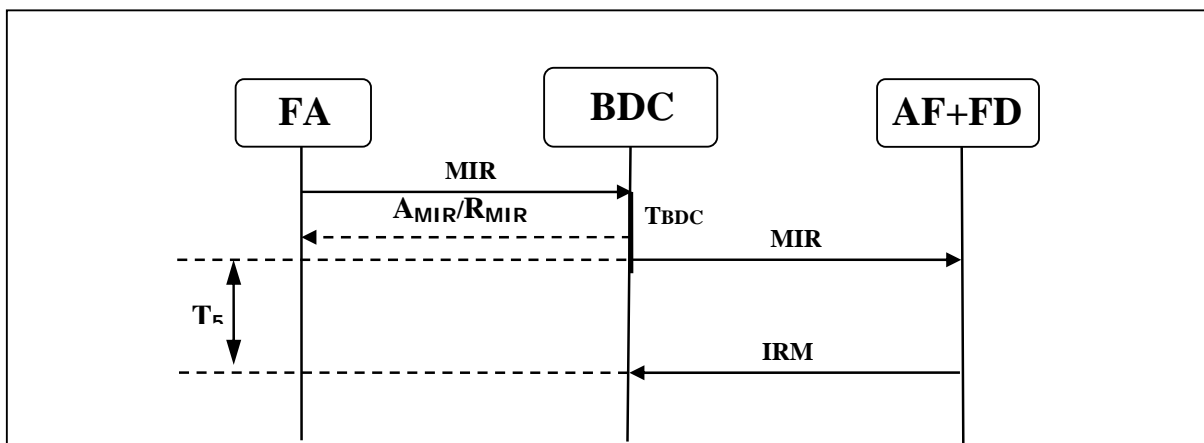 FA
BDC
AF+FD
MIR
AMIR/RMIR
TBDC
MIR
T5
IRM